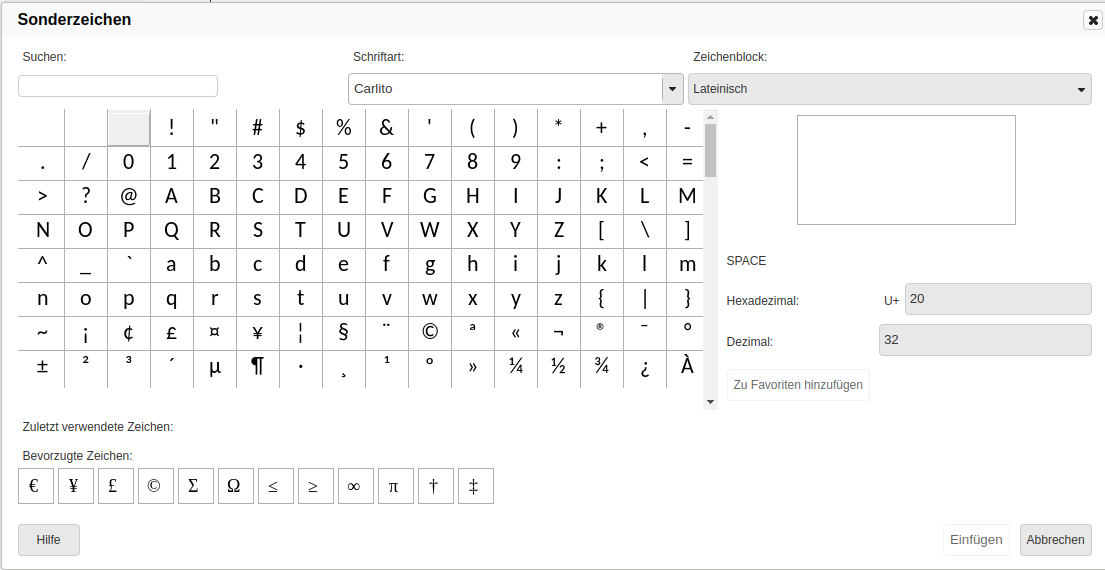 Sonderzeichen
Suchen: Schriftart: Zeichenblock:
Carlito Lateinisch
! " # $ % & ' ( ) * + , -
. / 0 1 2 3 4 5 6 7 8 9 : ; < =
> ? @ A B C D E F G H I J K L M
N O P Q R S T U V W X Y Z [ \ ]
^ _ ` a b c d e f g h i j k l m
n o p q r s t u v w x y z { | }
~ ¡ ¢ £ ¤ ¥ ¦ § ¨ © ª « ¬ ® ¯ °
± ² ³ ´ µ ¶ · ¸ ¹ º » ¼ ½ ¾ ¿ À
SPACE
Hexadezimal: U+ 20
Dezimal: 32
Zu Favoriten hinzufügen
Zuletzt verwendete Zeichen:
Bevorzugte Zeichen:
€ ¥ £ © Σ Ω ≤ ≥ ∞ π † ‡
Hilfe Einfügen Abbrechen